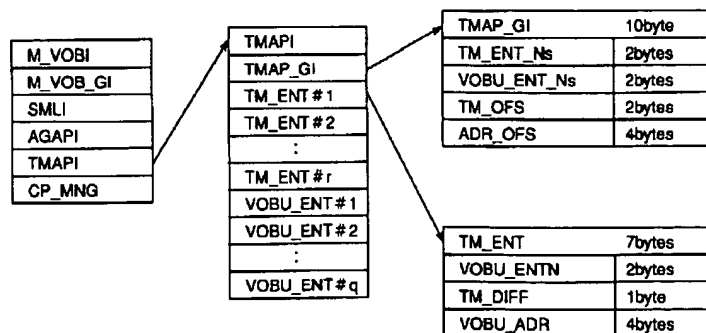 M_VOBI
M_VOB_GI
SMLI
AGAPI
TMAPI
CP_MNG
TMAPI
TMAP_GI
TM_ENT#1
TM_ENT#2
:
TM_ENT#r
VOBU_ENT#1
VOBU_ENT#2
:
VOBU_ENT#q
TMAP_GI 10byte
TM_ENT_Ns 2bytes
VOBU_ENT_Ns 2bytes
TM_OFS 2bytes
ADR_OFS 4bytes
TM_ENT 7bytes
VOBU_ENTN 2bytes
TM_DIFF 1byte
VOBU_ADR 4bytes